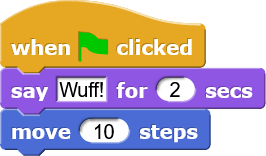 when clicked
say Wuff! for 2 secs
move 10 steps